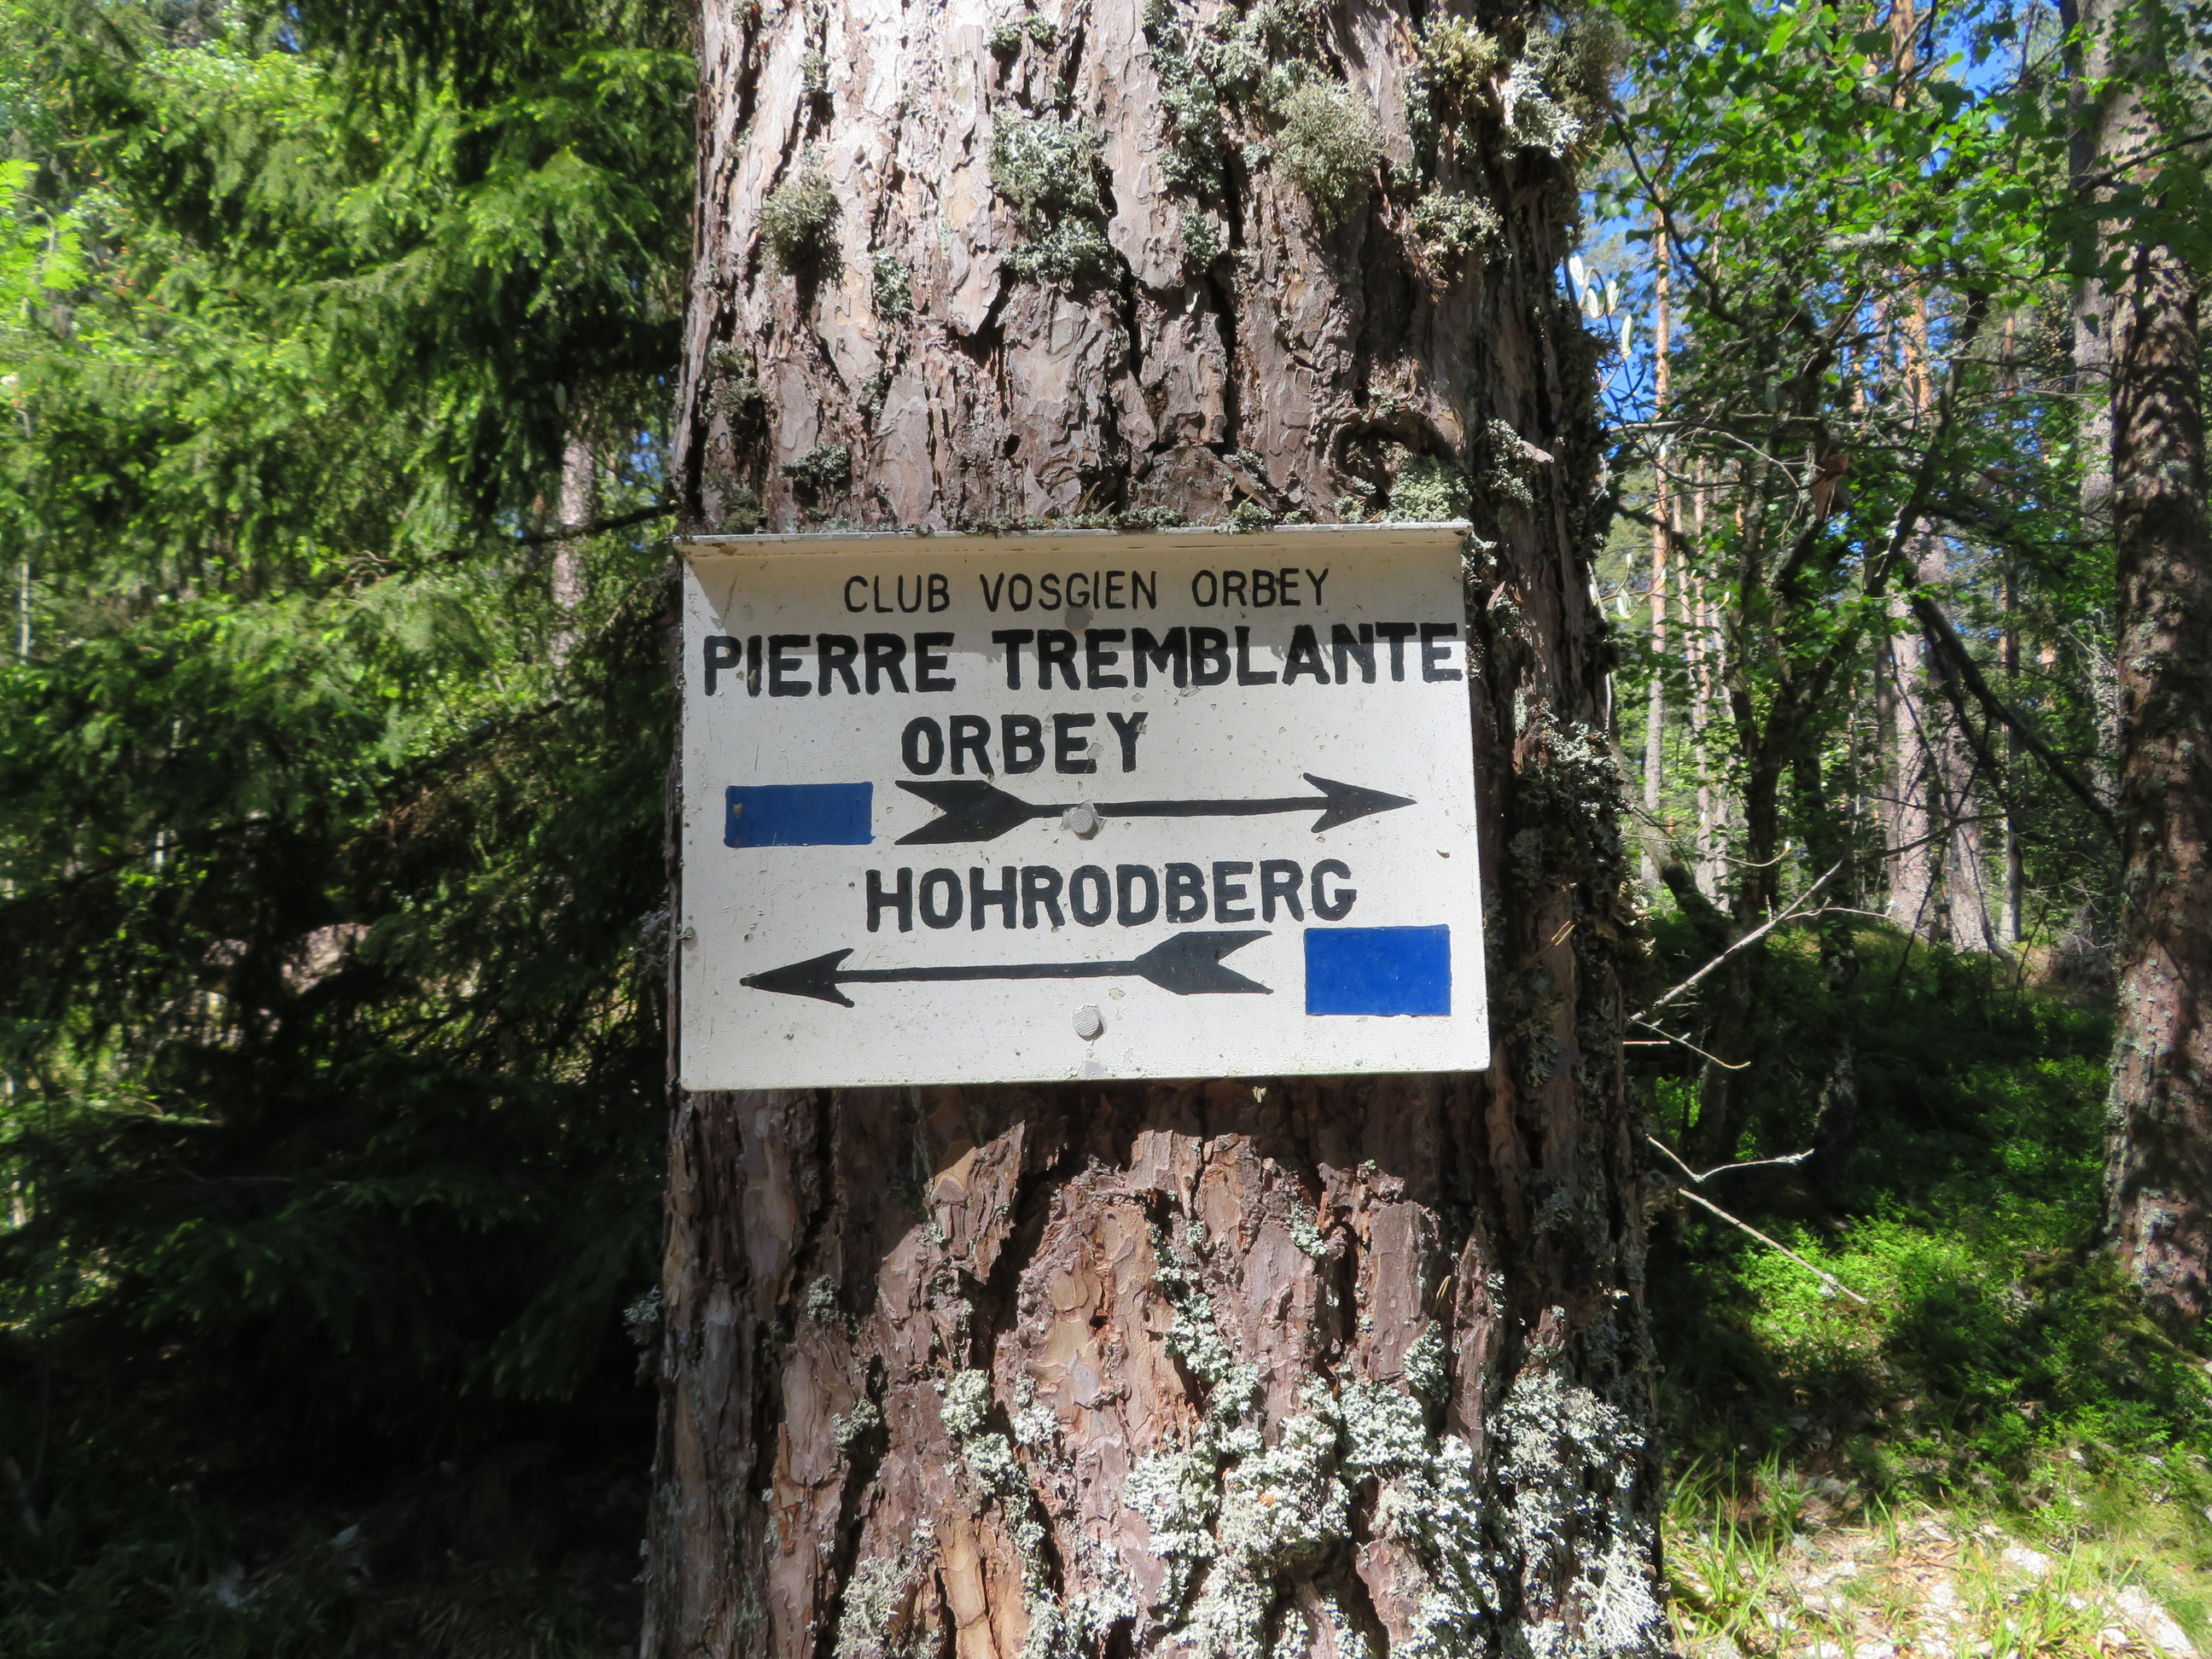 CLUB VOSGIEN ORBEY
PIERRE TREMBLANTE
ORBEY
HOHRODBERG